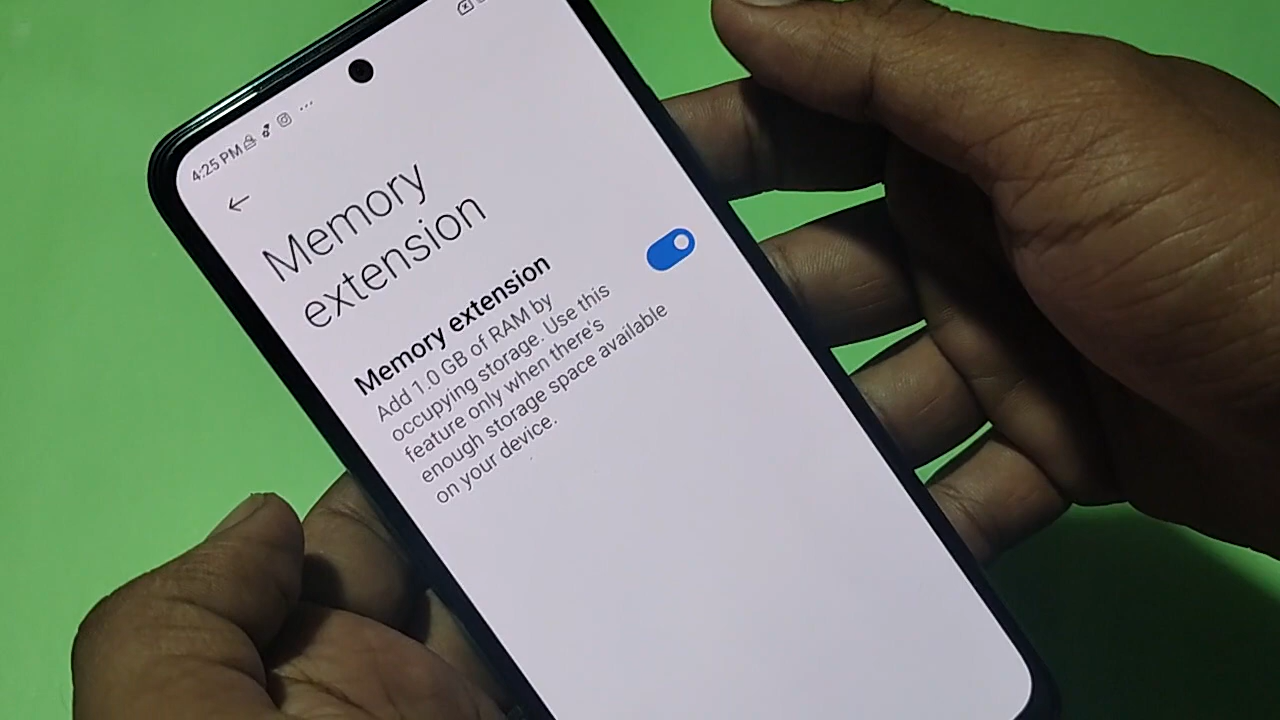 4:25 PM
Memory
extension
Memory extension
Add 1.0 GB of RAM by
occupying storage. Use this
feature only when there's
enough storage space available
on your device.